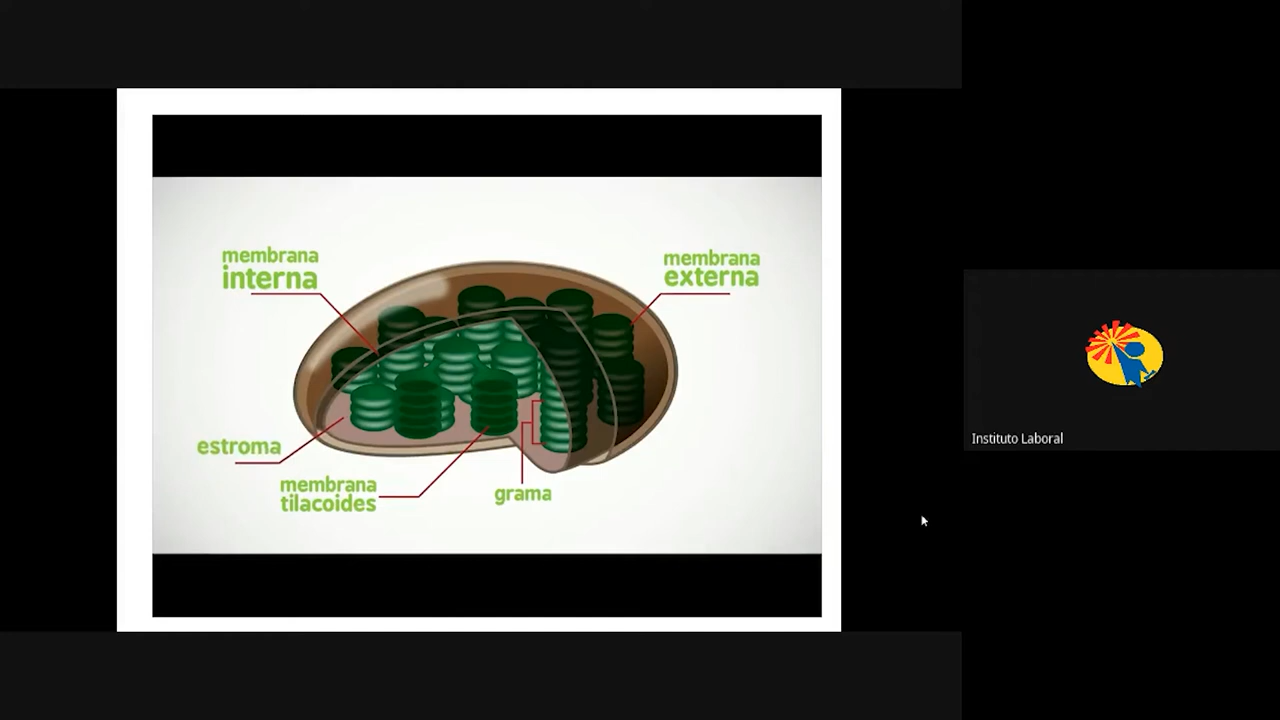 membrana
interna
membrana
externa
estroma
membrana
tilacoides
grama
Instituto Laboral